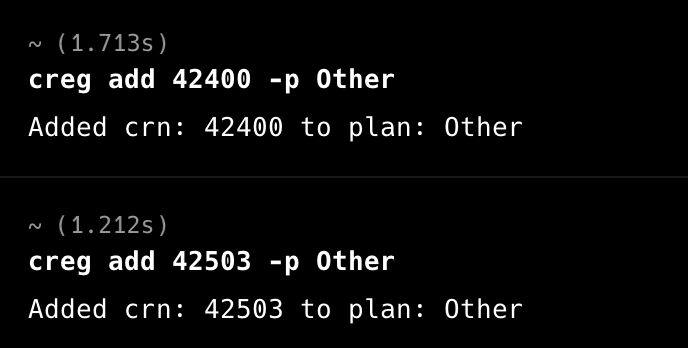 ~ (1.713s)
creg add 42400 -p Other
Added crn: 42400 to plan: Other
~ (1.212s)
creg add 42503 -p Other
Added crn: 42503 to plan: Other